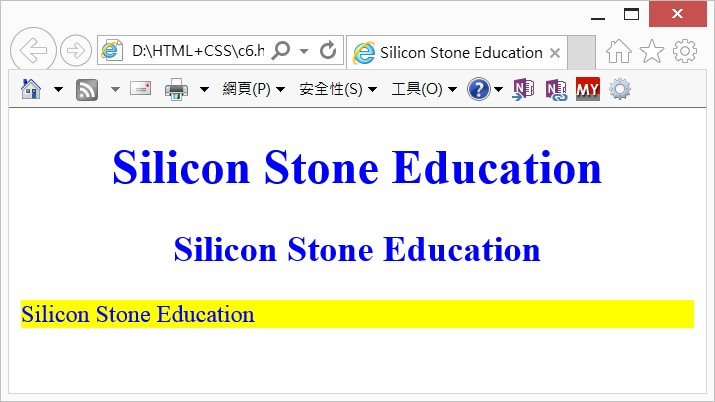 D:\HTML+CSS\c6.h
Silicon Stone Education
網頁(P) 安全性(S) 工具(O) ? N N MY
Silicon Stone Education
Silicon Stone Education
Silicon Stone Education